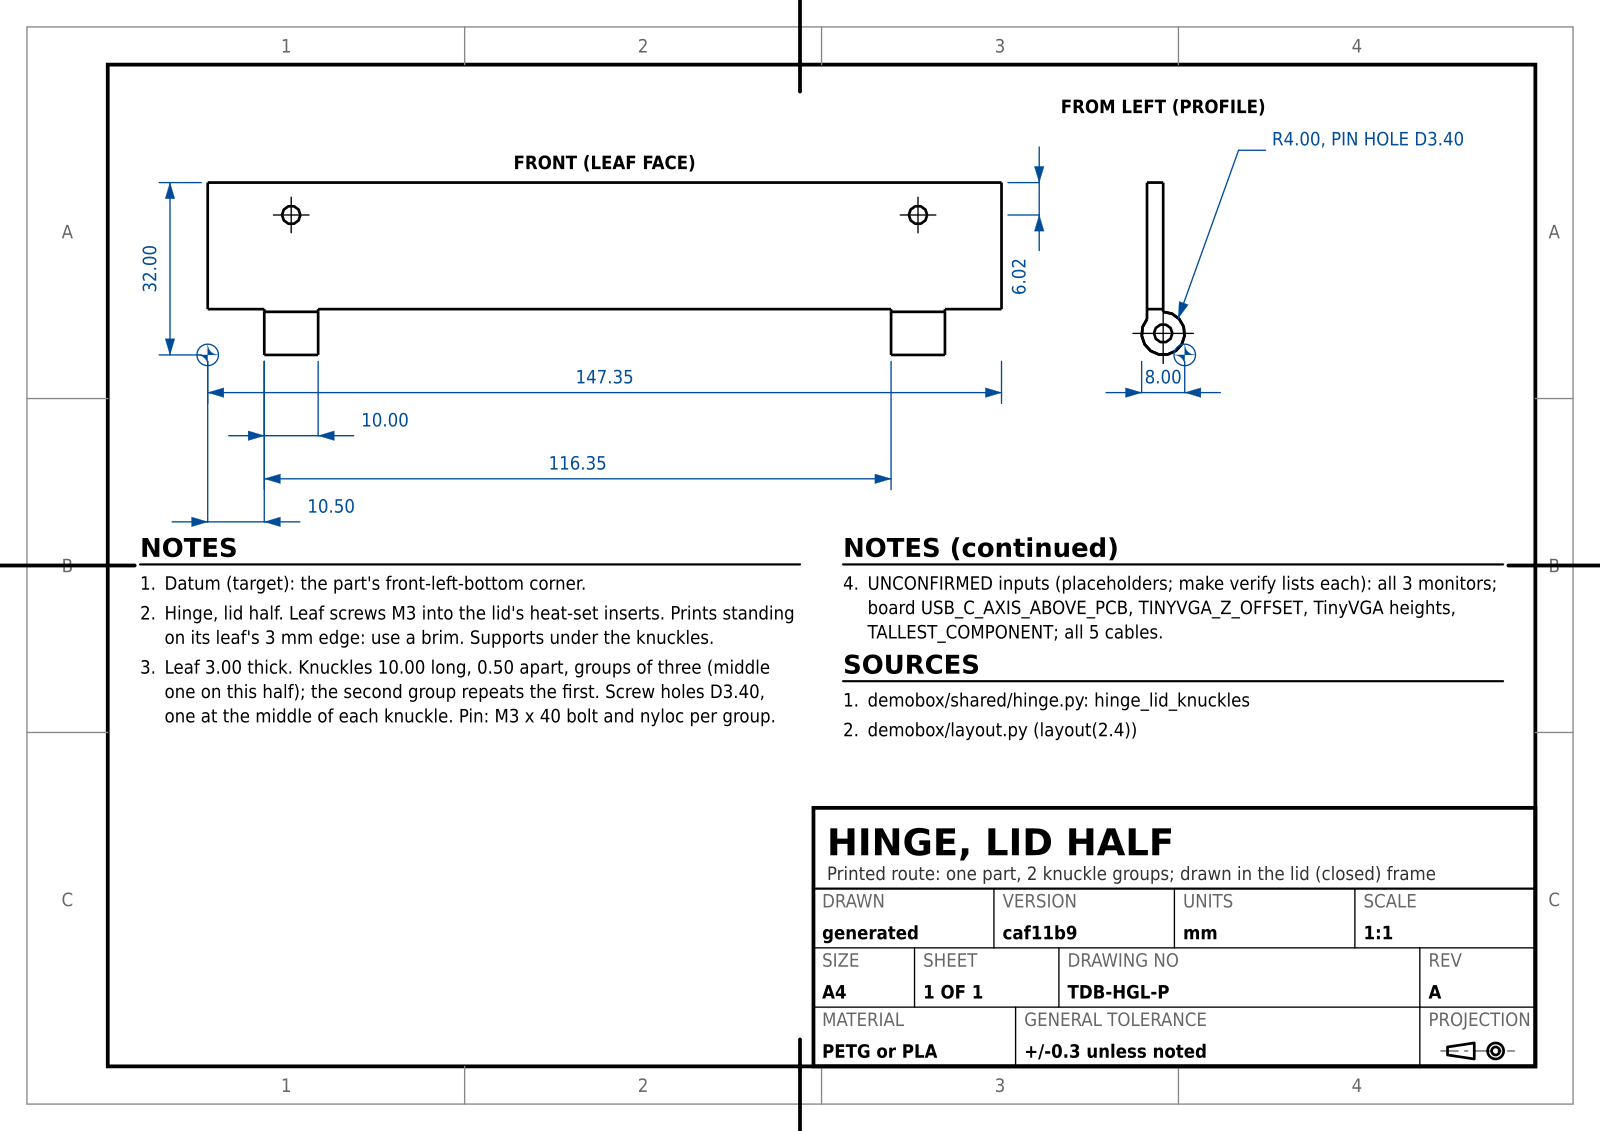 1 2 3 4
FROM LEFT (PROFILE)
R4.00, PIN HOLE D3.40
FRONT (LEAF FACE)
A
A
32.00
6.02
147.35
8.00
10.00
116.35
10.50
B
B
NOTES
1. Datum (target): the part's front-left-bottom corner.
2. Hinge, lid half. Leaf screws M3 into the lid's heat-set inserts. Prints standing
on its leaf's 3 mm edge: use a brim. Supports under the knuckles.
3. Leaf 3.00 thick. Knuckles 10.00 long, 0.50 apart, groups of three (middle
one on this half); the second group repeats the first. Screw holes D3.40,
one at the middle of each knuckle. Pin: M3 x 40 bolt and nyloc per group.
NOTES (continued)
4. UNCONFIRMED inputs (placeholders; make verify lists each): all 3 monitors;
board USB_C_AXIS_ABOVE_PCB, TINYVGA_Z_OFFSET, TinyVGA heights,
TALLEST_COMPONENT; all 5 cables.
SOURCES
1. demobox/shared/hinge.py: hinge_lid_knuckles
2. demobox/layout.py (layout(2.4))
C
C
HINGE, LID HALF
Printed route: one part, 2 knuckle groups; drawn in the lid (closed) frame
DRAWN VERSION UNITS SCALE
generated caf11b9 mm 1:1
SIZE SHEET DRAWING NO REV
A4 1 OF 1 TDB-HGL-P A
MATERIAL GENERAL TOLERANCE PROJECTION
PETG or PLA +/-0.3 unless noted
1 2 3 4